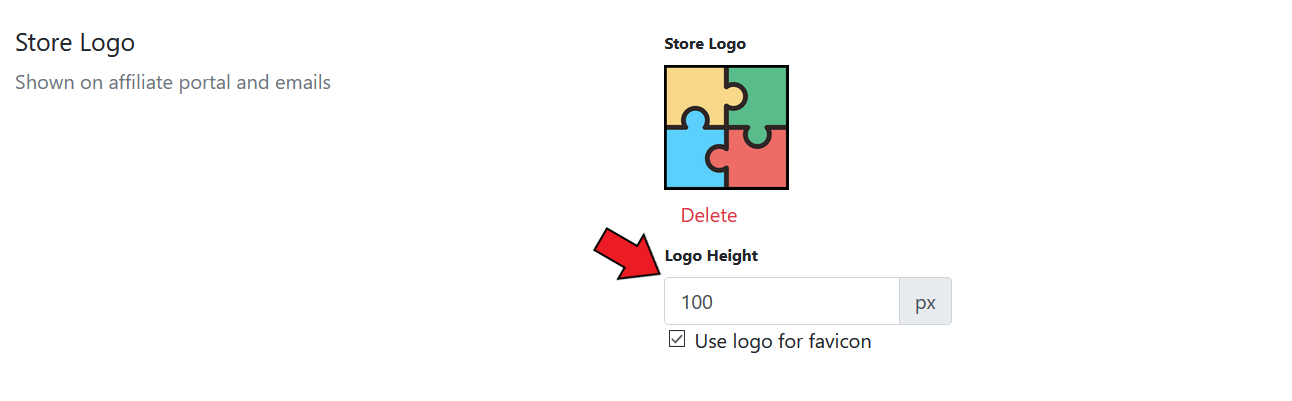 Store Logo
Shown on affiliate portal and emails
Store Logo
Delete
Logo Height
100 px
Use logo for favicon